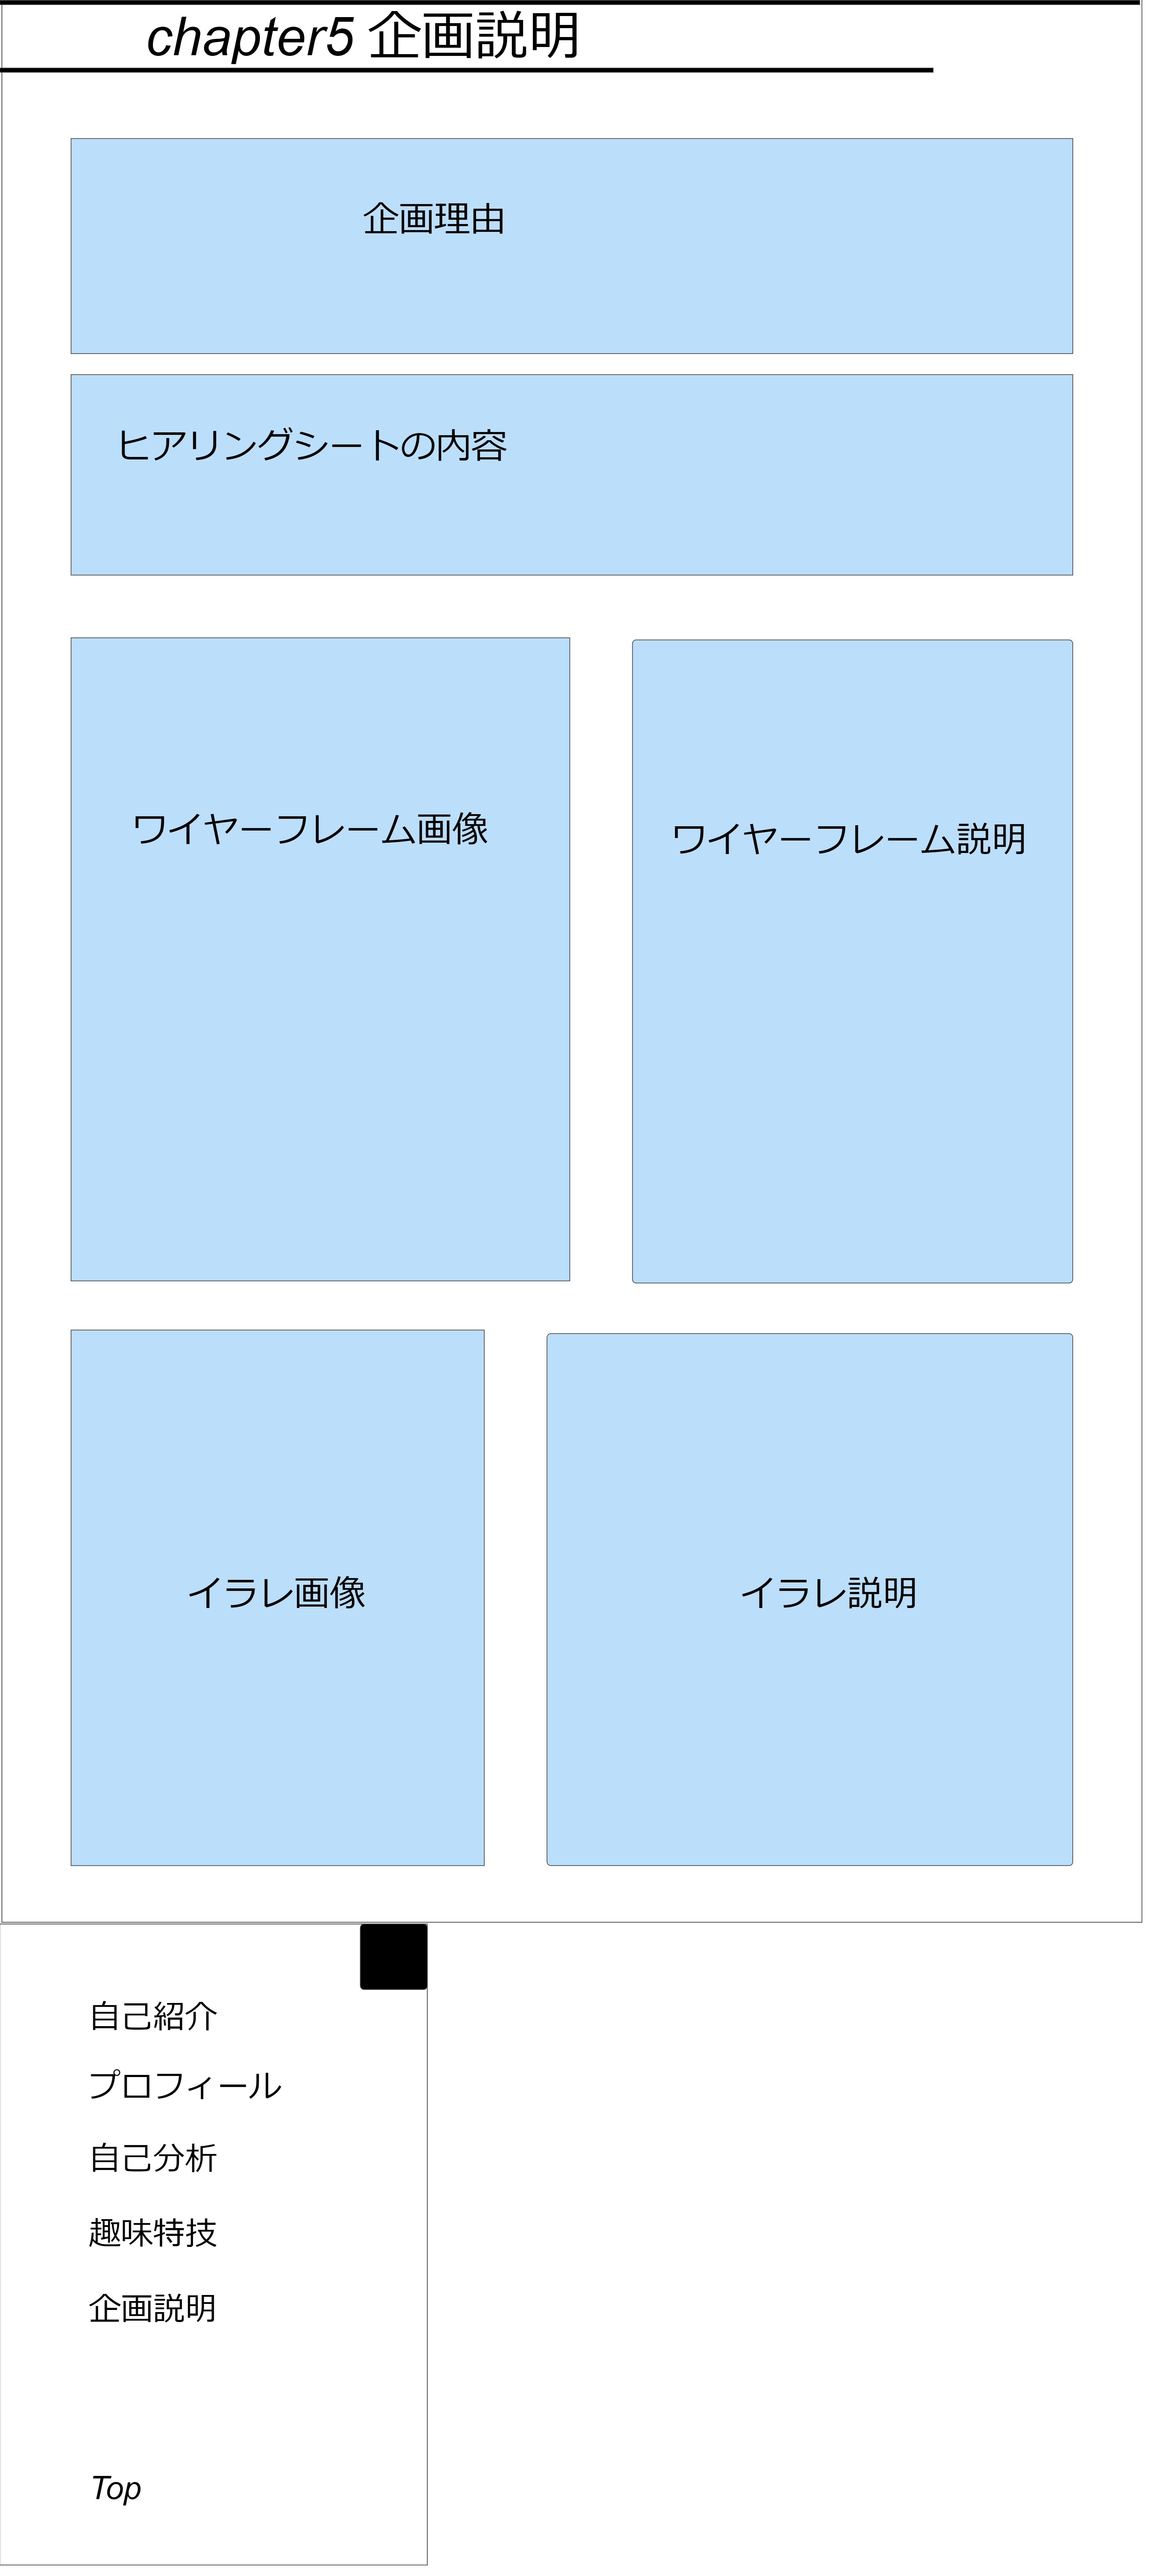 chapter5 企画説明
企画理由
ヒアリングシートの内容
ワイヤーフレーム画像
ワイヤーフレーム説明
イラレ画像
イラレ説明
自己紹介
プロフィール
自己分析
趣味特技
企画説明
Top